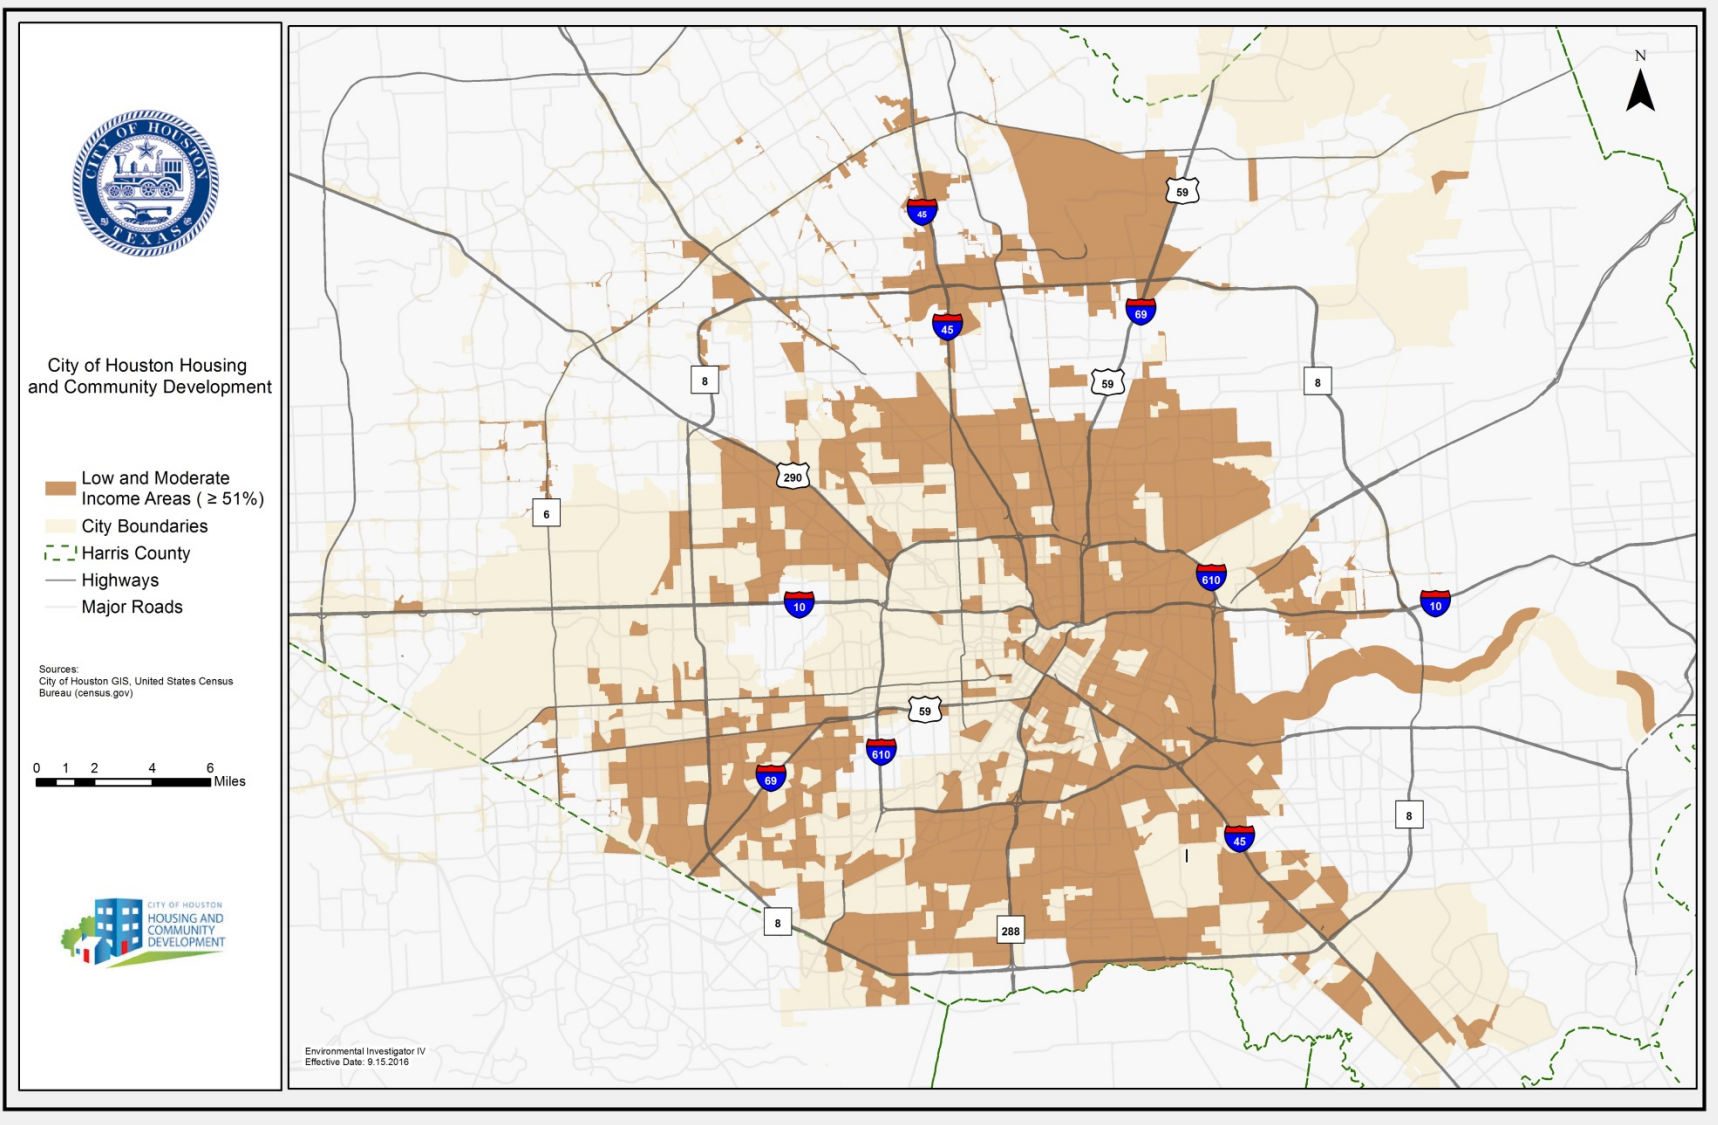 CITY OF HOUSTON
TEXAS
City of Houston Housing
and Community Development
Low and Moderate
Income Areas ( ≥ 51%)
City Boundaries
Harris County
Highways
Major Roads
Sources:
City of Houston GIS, United States Census
Bureau (census.gov)
0 1 2 4 6
Miles
CITY OF HOUSTON
HOUSING AND
COMMUNITY
DEVELOPMENT
N
59
45
69
45
8
59
8
290
6
610
10
10
59
610
69
8
45
8
288
Environmental Investigator IV
Effective Date: 9.15.2016